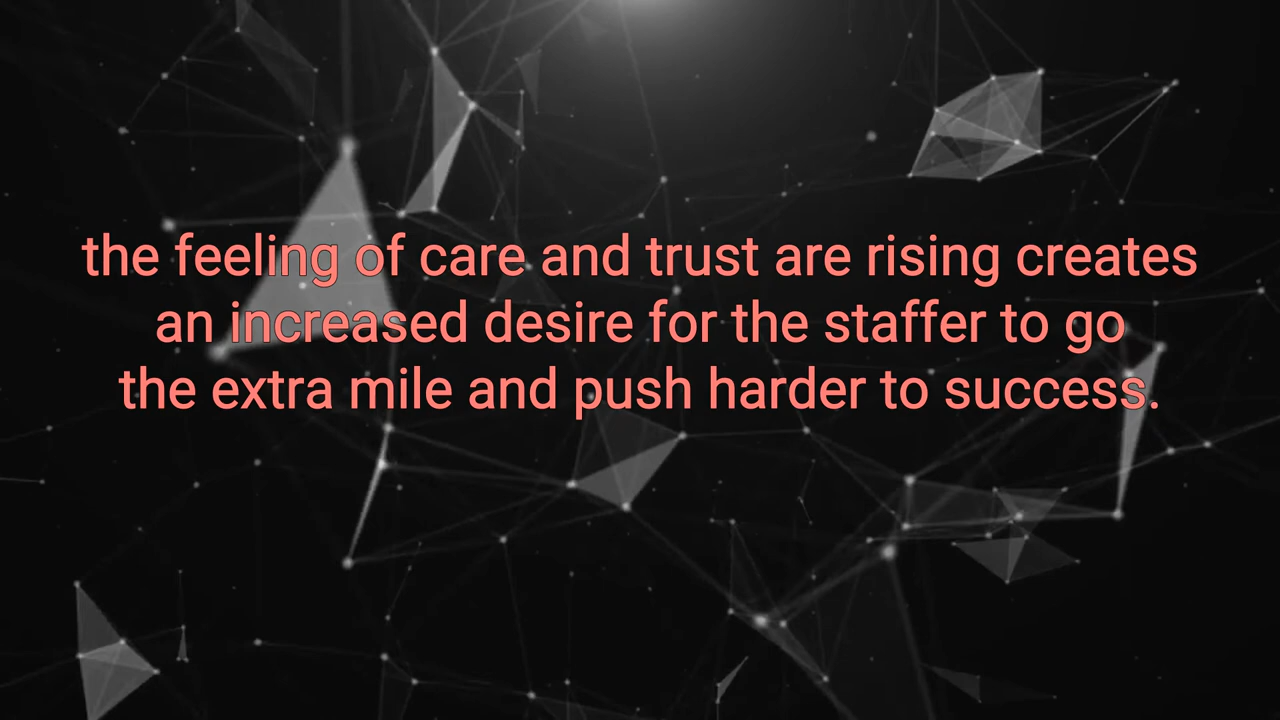 the feeling of care and trust are rising creates
an increased desire for the staffer to go
the extra mile and push harder to success.